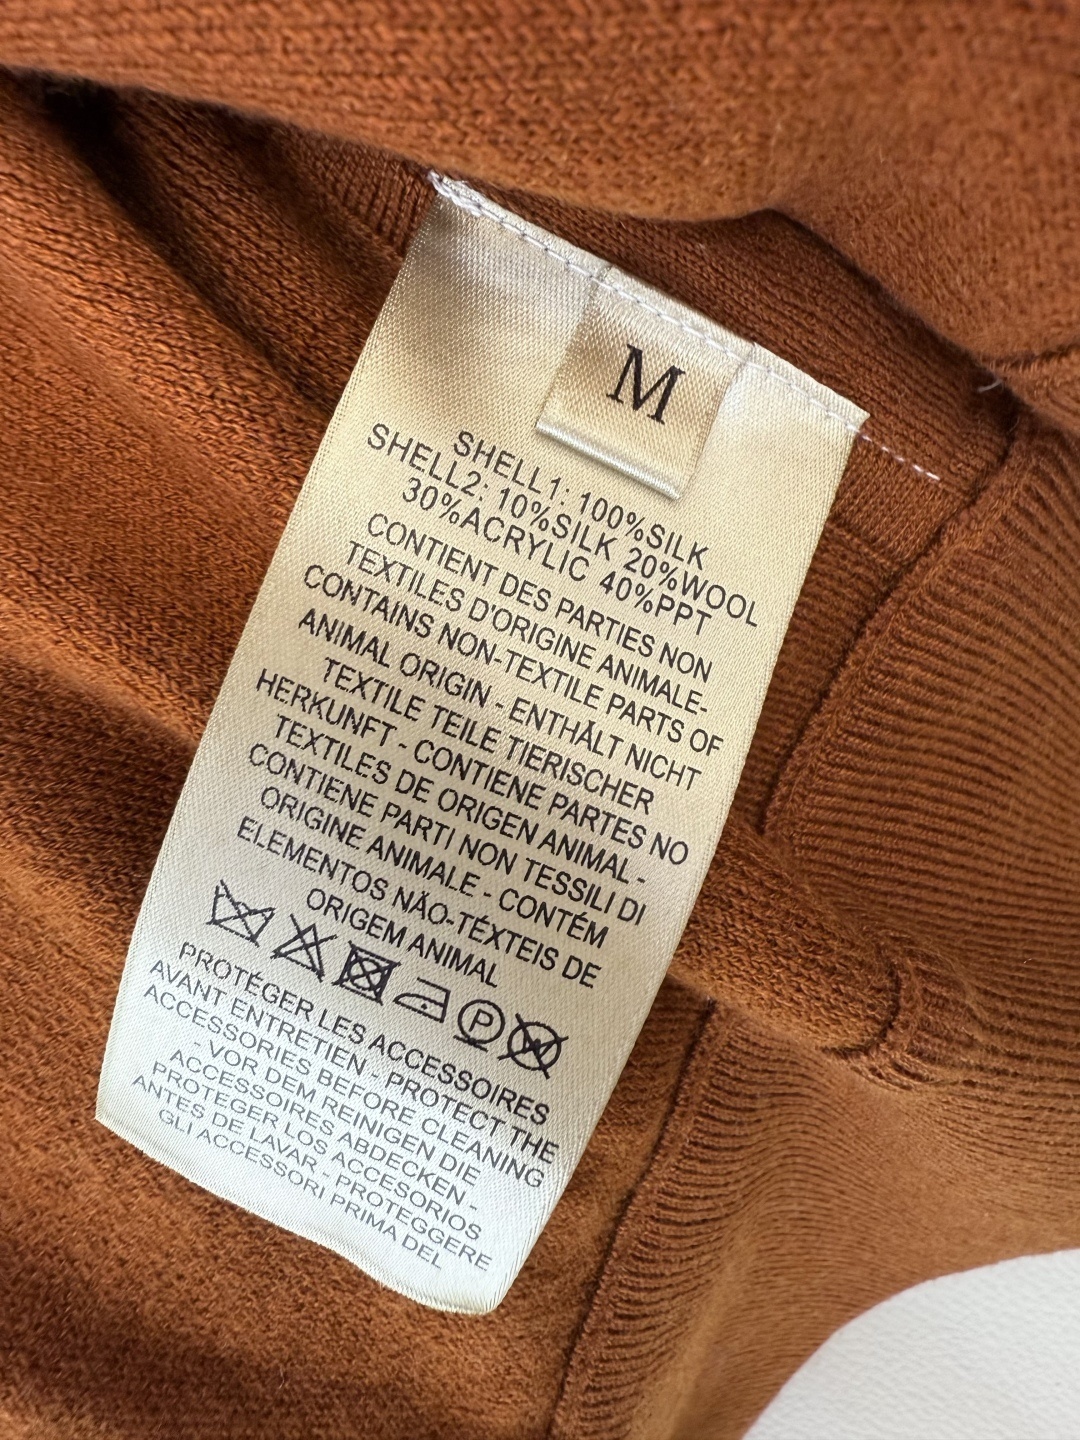 M
SHELL1: 100%SILK
SHELL2: 10%SILK 20%WOOL
30%ACRYLIC 40%PPT
CONTIENT DES PARTIES NON
TEXTILES D'ORIGINE ANIMALE-
CONTAINS NON-TEXTILE PARTS OF
ANIMAL ORIGIN - ENTHÄLT NICHT
TEXTILE TEILE TIERISCHER
HERKUNFT - CONTIENE PARTES NO
TEXTILES DE ORIGEN ANIMAL -
CONTIENE PARTI NON TESSILI DI
ORIGINE ANIMALE - CONTÉM
ELEMENTOS NÃO-TÉXTEIS DE
ORIGEM ANIMAL
P W
PROTÉGER LES ACCESSOIRES
AVANT ENTRETIEN - PROTECT THE
ACCESSORIES BEFORE CLEANING
- VOR DEM REINIGEN DIE
ACCESSOIRES ABDECKEN -
PROTEGER LOS ACCESORIOS
ANTES DE LAVAR - PROTEGGERE
GLI ACCESSORI PRIMA DEL